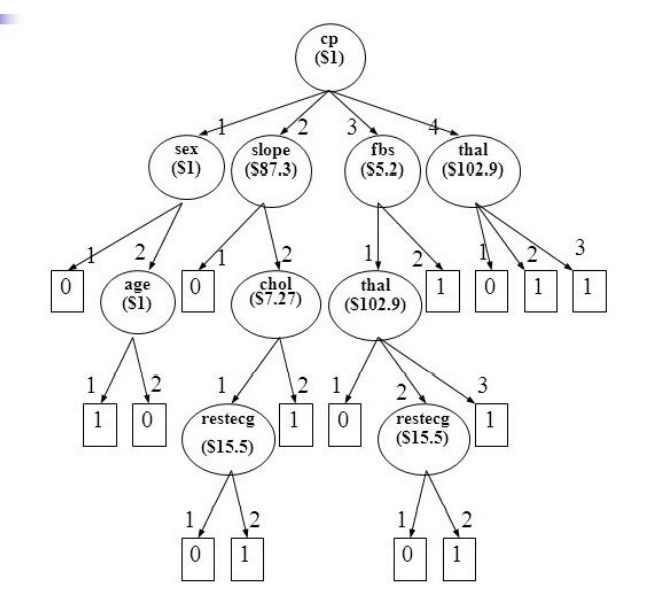 cp
($1)
1 2 3 4
sex
($1)
slope
($87.3)
fbs
($5.2)
thal
($102.9)
1 2 1 2 1 2 1 2 3
0
age
($1)
0
chol
($7.27)
thal
($102.9)
1
0
1
1
1 2 1 2 1 2 3
1
0
restecg
($15.5)
1
0
restecg
($15.5)
1
1 2 1 2
0
1
0
1